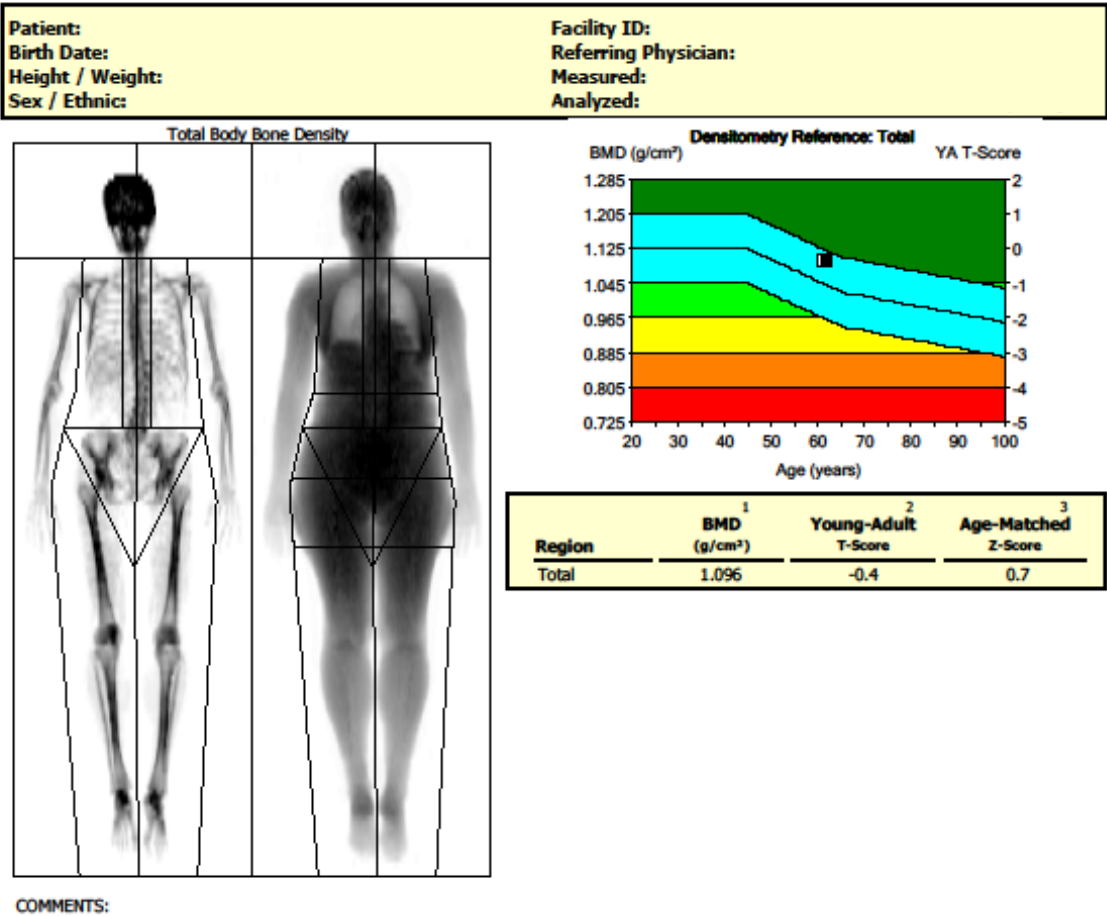 Patient:
Birth Date:
Height / Weight:
Sex / Ethnic:
Facility ID:
Referring Physician:
Measured:
Analyzed:
Total Body Bone Density
Densitometry Reference: Total
BMD (g/cm²) YA T-Score
1.285 2
1.205 1
1.125 0
1.045 -1
0.965 -2
0.885 -3
0.805 -4
0.725 -5
20 30 40 50 60 70 80 90 100
Age (years)
1 2 3
BMD Young-Adult Age-Matched
Region (g/cm²) T-Score Z-Score
Total 1.096 -0.4 0.7
COMMENTS: